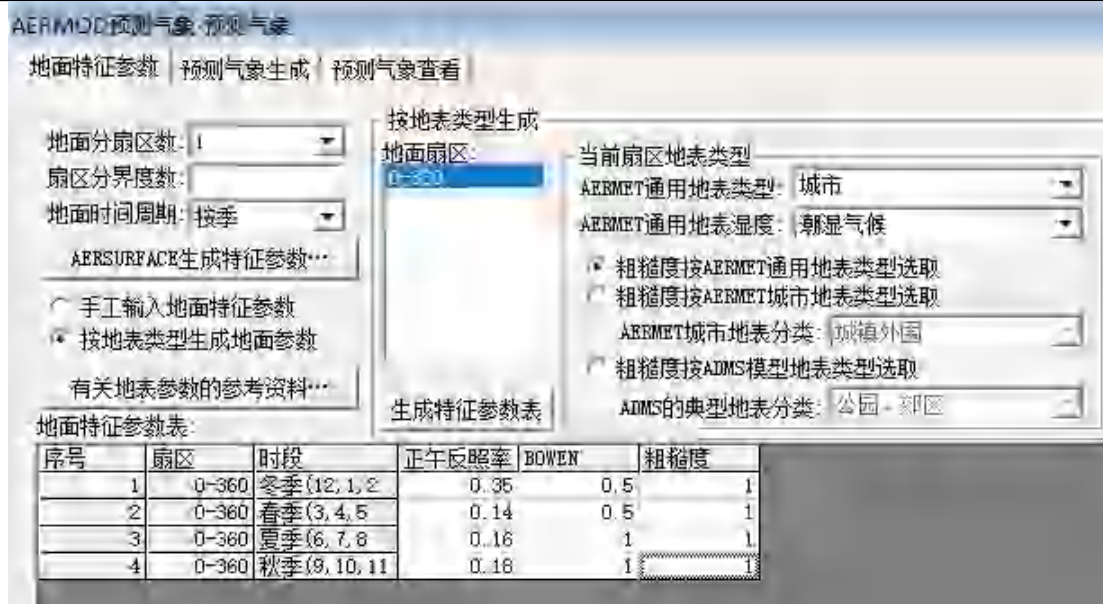 AERMOD预测气象-预测气象
地面特征参数 预测气象生成 预测气象查看
地面分扇区数: 1
扇区分界度数:
地面时间周期: 按季
AERSURFACE生成特征参数…
手工输入地面特征参数
按地表类型生成地面参数
有关地表参数的参考资料…
按地表类型生成
地面扇区:
0-360
生成特征参数表
当前扇区地表类型
AERMET通用地表类型: 城市
AERMET通用地表湿度: 潮湿气候
粗糙度按AERMET通用地表类型选取
粗糙度按AERMET城市地表类型选取
AERMET城市地表分类: 城镇外围
粗糙度按ADMS模型地表类型选取
ADMS的典型地表分类: 公园、郊区
地面特征参数表:
序号 扇区 时段 正午反照率 BOWEN 粗糙度
1 0-360 冬季(12,1,2 0.35 0.5 1
2 0-360 春季(3,4,5 0.14 0.5 1
3 0-360 夏季(6,7,8 0.16 1 1
4 0-360 秋季(9,10,11 0.18 1 1